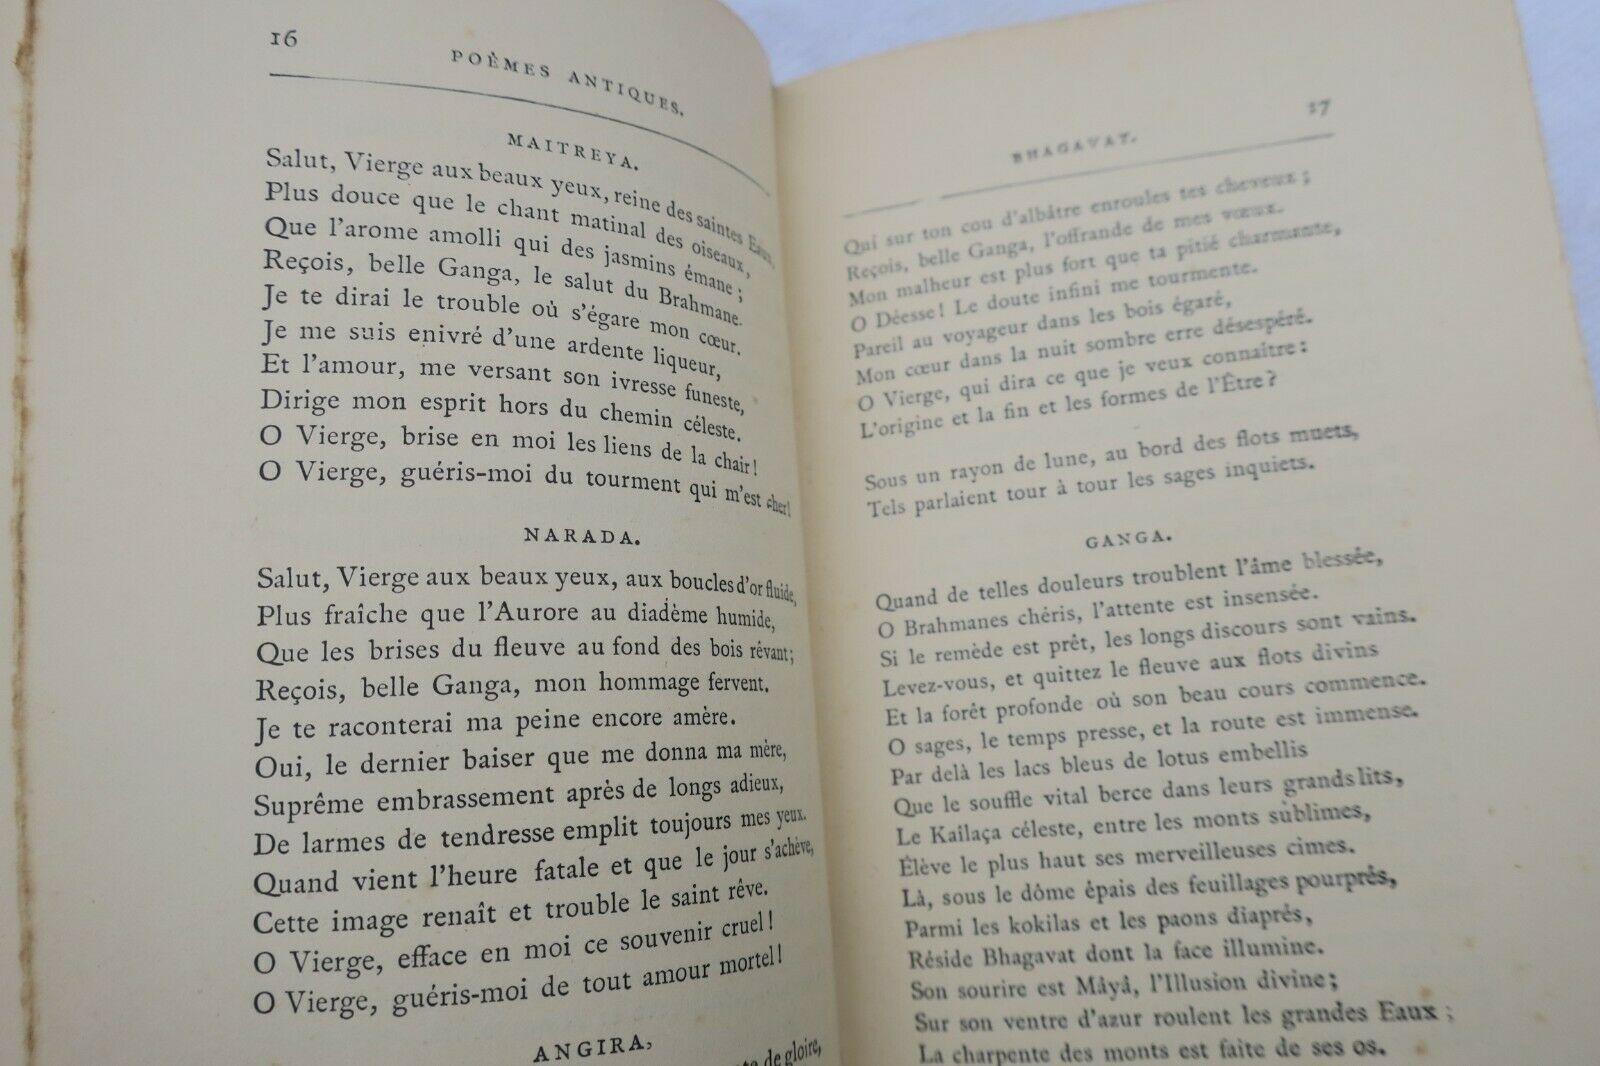 16
POÈMES ANTIQUES.
MAITREYA.
Salut, Vierge aux beaux yeux, reine des saintes Eaux,
Plus douce que le chant matinal des oiseaux,
Que l'arome amolli qui des jasmins émane ;
Reçois, belle Ganga, le salut du Brahmane.
Je te dirai le trouble où s'égare mon cœur.
Je me suis enivré d'une ardente liqueur,
Et l'amour, me versant son ivresse funeste,
Dirige mon esprit hors du chemin céleste.
O Vierge, brise en moi les liens de la chair !
O Vierge, guéris-moi du tourment qui m'est cher !
NARADA.
Salut, Vierge aux beaux yeux, aux boucles d'or fluide,
Plus fraîche que l'Aurore au diadème humide,
Que les brises du fleuve au fond des bois rêvant ;
Reçois, belle Ganga, mon hommage fervent.
Je te raconterai ma peine encore amère.
Oui, le dernier baiser que me donna ma mère,
Suprême embrassement après de longs adieux,
De larmes de tendresse emplit toujours mes yeux.
Quand vient l'heure fatale et que le jour s'achève,
Cette image renaît et trouble le saint rêve.
O Vierge, efface en moi ce souvenir cruel !
O Vierge, guéris-moi de tout amour mortel !
ANGIRA,
de gloire,
17
BHAGAVAT.
Qui sur ton cou d'albâtre enroules tes cheveux ;
Reçois, belle Ganga, l'offrande de mes vœux.
Mon malheur est plus fort que ta pitié charmante,
O Déesse ! Le doute infini me tourmente.
Pareil au voyageur dans les bois égaré,
Mon cœur dans la nuit sombre erre désespéré.
O Vierge, qui dira ce que je veux connaître :
L'origine et la fin et les formes de l'Être ?
Sous un rayon de lune, au bord des flots muets,
Tels parlaient tour à tour les sages inquiets.
GANGA.
Quand de telles douleurs troublent l'âme blessée,
O Brahmanes chéris, l'attente est insensée.
Si le remède est prêt, les longs discours sont vains.
Levez-vous, et quittez le fleuve aux flots divins
Et la forêt profonde où son beau cours commence.
O sages, le temps presse, et la route est immense.
Par delà les lacs bleus de lotus embellis
Que le souffle vital berce dans leurs grands lits,
Le Kaîlaça céleste, entre les monts sublimes,
Élève le plus haut ses merveilleuses cimes.
Là, sous le dôme épais des feuillages pourprés,
Parmi les kokilas et les paons diaprés,
Réside Bhagavat dont la face illumine.
Son sourire est Mâyâ, l'Illusion divine ;
Sur son ventre d'azur roulent les grandes Eaux ;
La charpente des monts est faite de ses os.